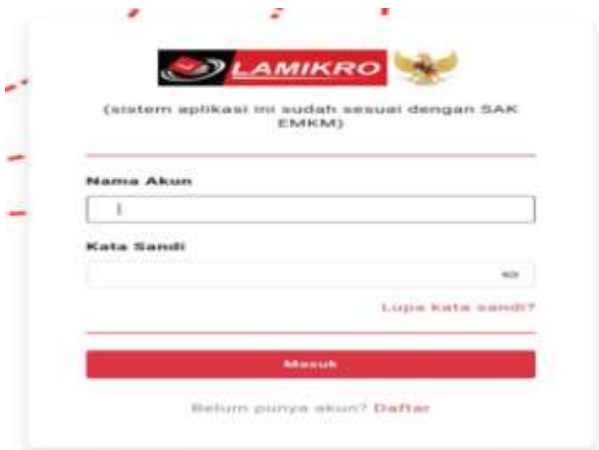 LAMIKRO
(sistem aplikasi ini sudah sesuai dengan SAK
EMKM)
Nama Akun
Kata Sandi
Lupa kata sandi?
Masuk
Belum punya akun? Daftar